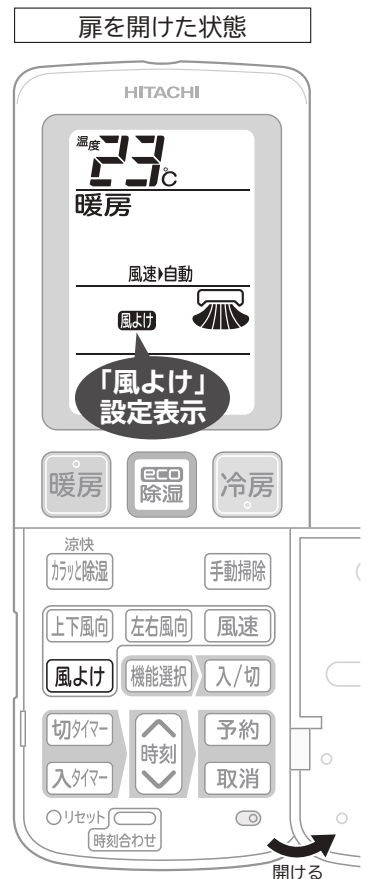 扉を開けた状態
HITACHI
温度23℃
暖房
風速▶自動
風よけ
「風よけ」
設定表示
暖房
eco
除湿
冷房
涼快
カラッと除湿
手動掃除
上下風向
左右風向
風速
風よけ
機能選択
入/切
切タイマー
時刻
予約
入タイマー
取消
リセット
時刻合わせ
開ける